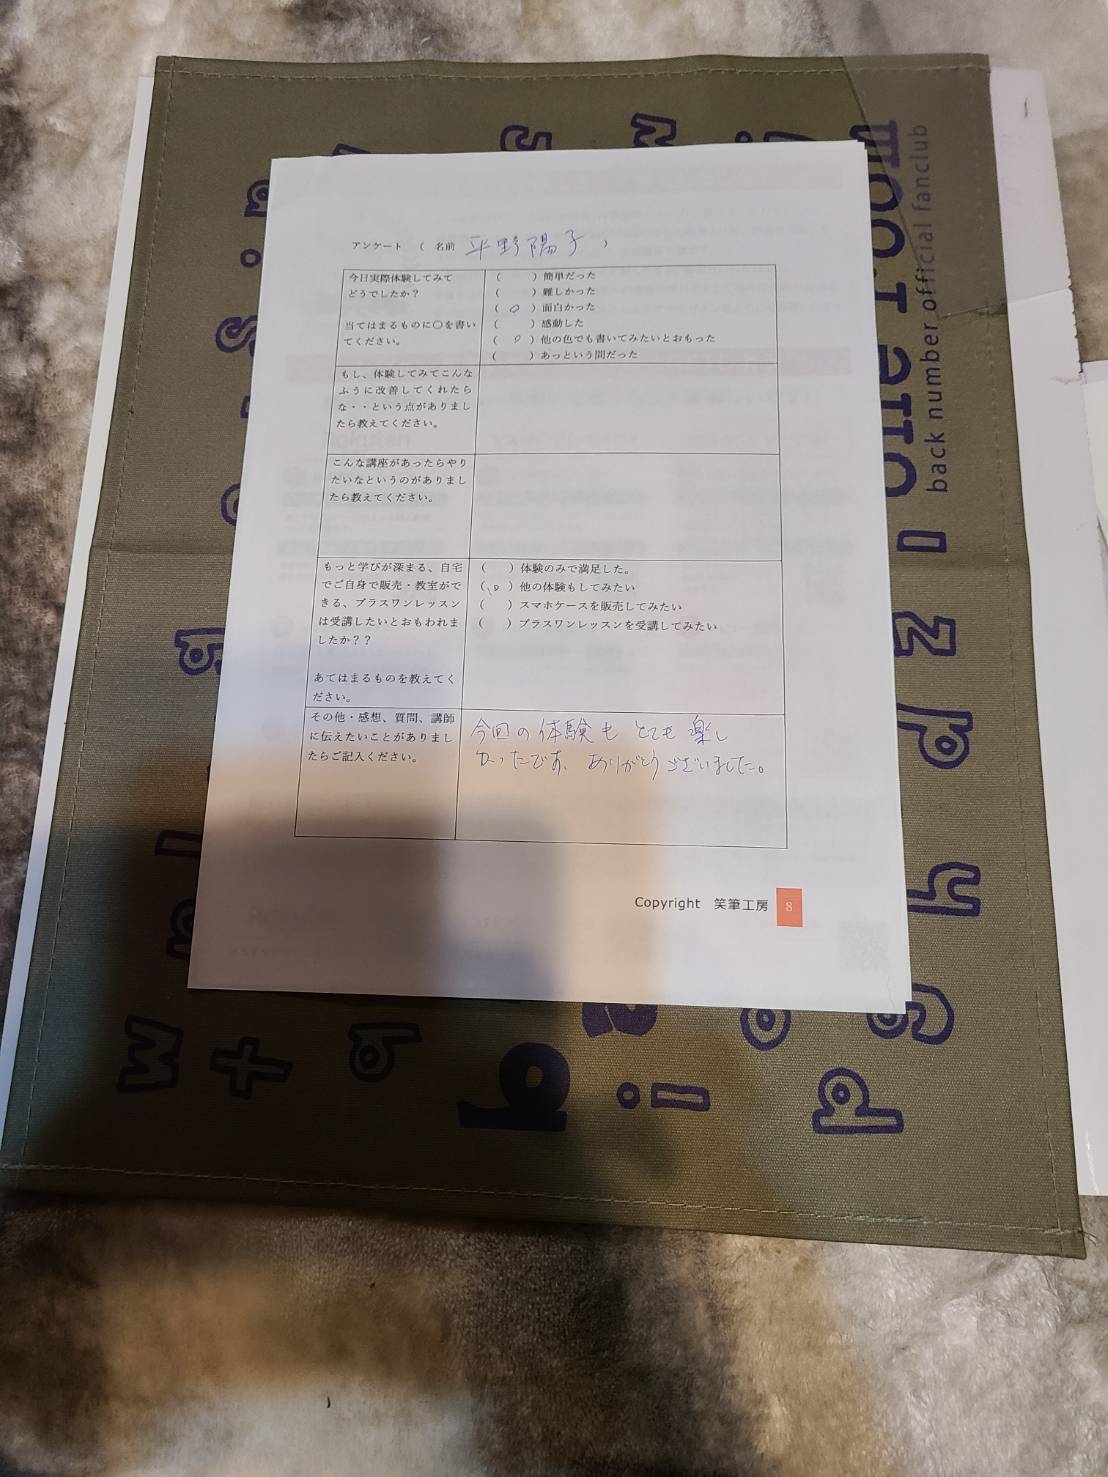 アンケート （ 名前 平野陽子 ）
今日実際体験してみて
どうでしたか？
当てはまるものに〇を書い
てください。
（　　）簡単だった
（　　）難しかった
（ ○ ）面白かった
（　　）感動した
（ ○ ）他の色でも書いてみたいとおもった
（　　）あっという間だった
もし、体験してみてこんな
ふうに改善してくれたら
な・・という点がありまし
たら教えてください。
こんな講座があったらやり
たいなというのがありまし
たら教えてください。
もっと学びが深まる、自宅
でご自身で販売・教室がで
きる、プラスワンレッスン
は受講したいとおもわれま
したか？？
あてはまるものを教えてく
ださい。
（　　）体験のみで満足した。
（ ○ ）他の体験もしてみたい
（　　）スマホケースを販売してみたい
（　　）プラスワンレッスンを受講してみたい
その他・感想、質問、講師
に伝えたいことがありまし
たらご記入ください。
今回の体験も とても 楽し
かったです、ありがとうございました。
Copyright 笑筆工房 8
one room
back number official fanclub